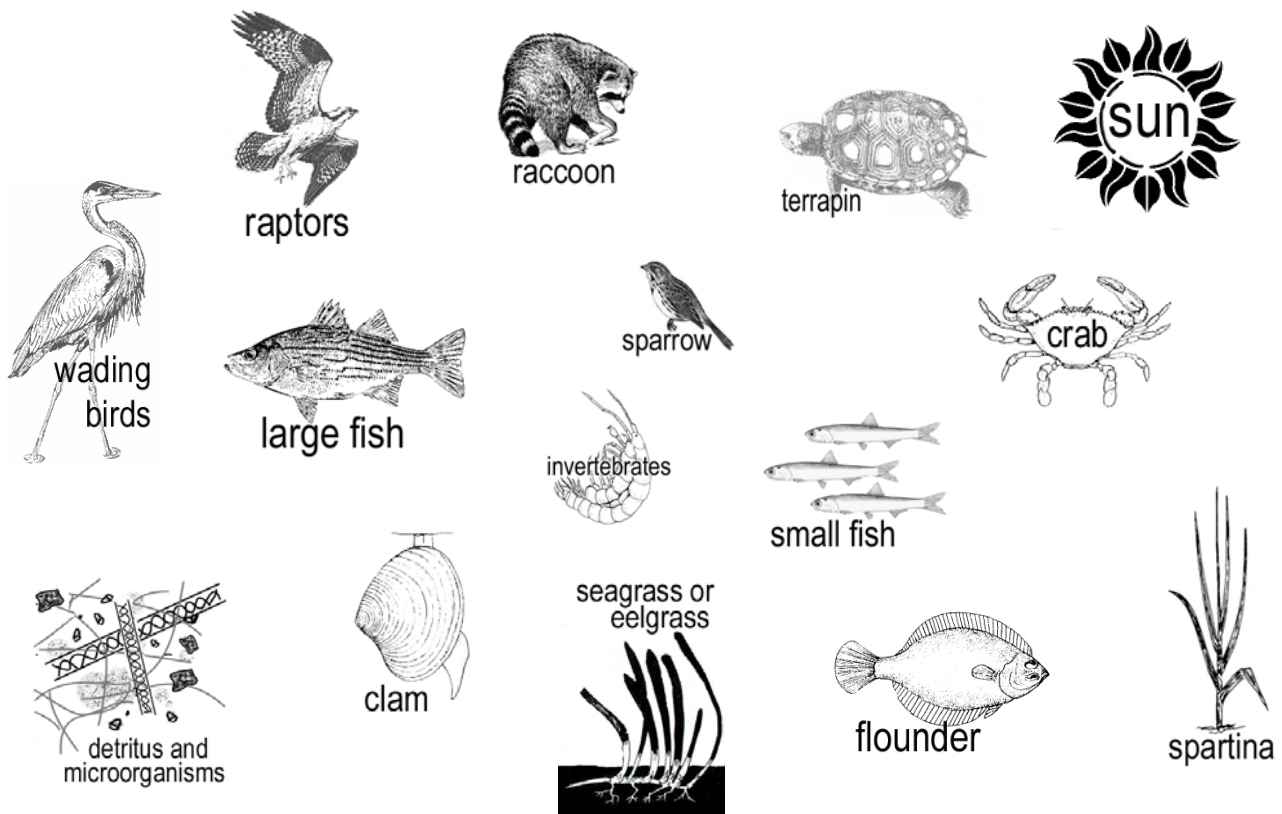 sun
raccoon
terrapin
raptors
sparrow
crab
wading
birds
large fish
invertebrates
small fish
seagrass or
eelgrass
clam
flounder
spartina
detritus and
microorganisms